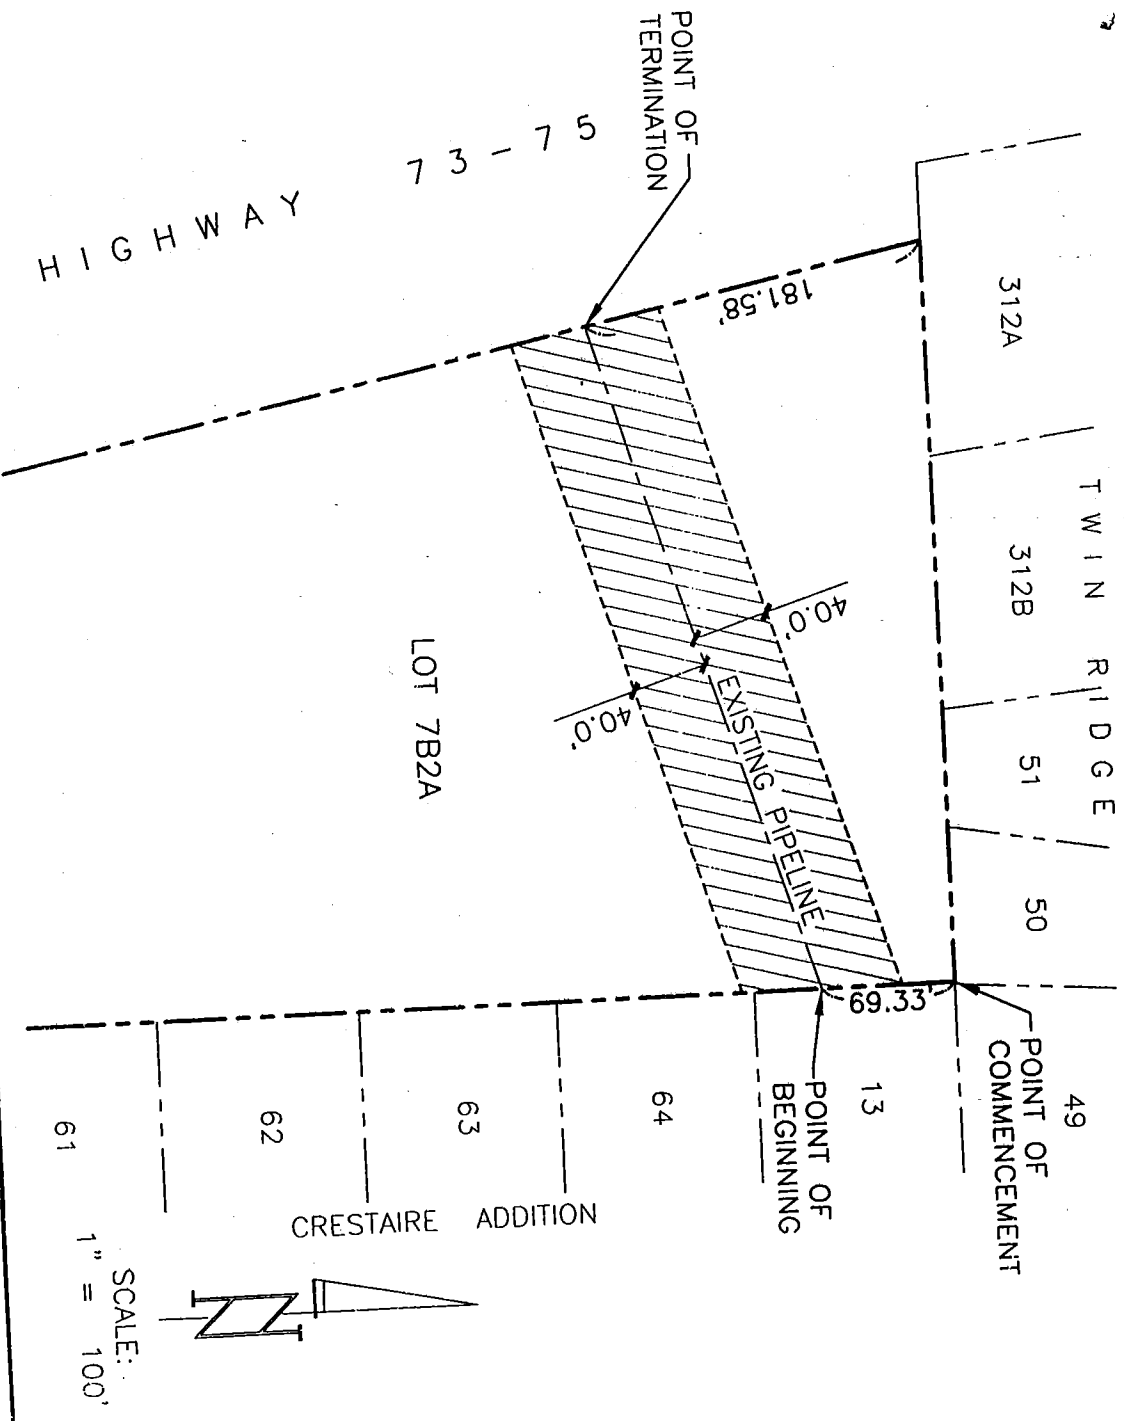 POINT OF
TERMINATION
HIGHWAY 73-75
181.58'
312A
TWIN RIDGE
312B
51
50
40.0'
40.0'
EXISTING PIPELINE
LOT 7B2A
69.33'
POINT OF
COMMENCEMENT
49
POINT OF
BEGINNING
13
64
63
62
61
CRESTAIRE ADDITION
N
SCALE:
1" = 100'